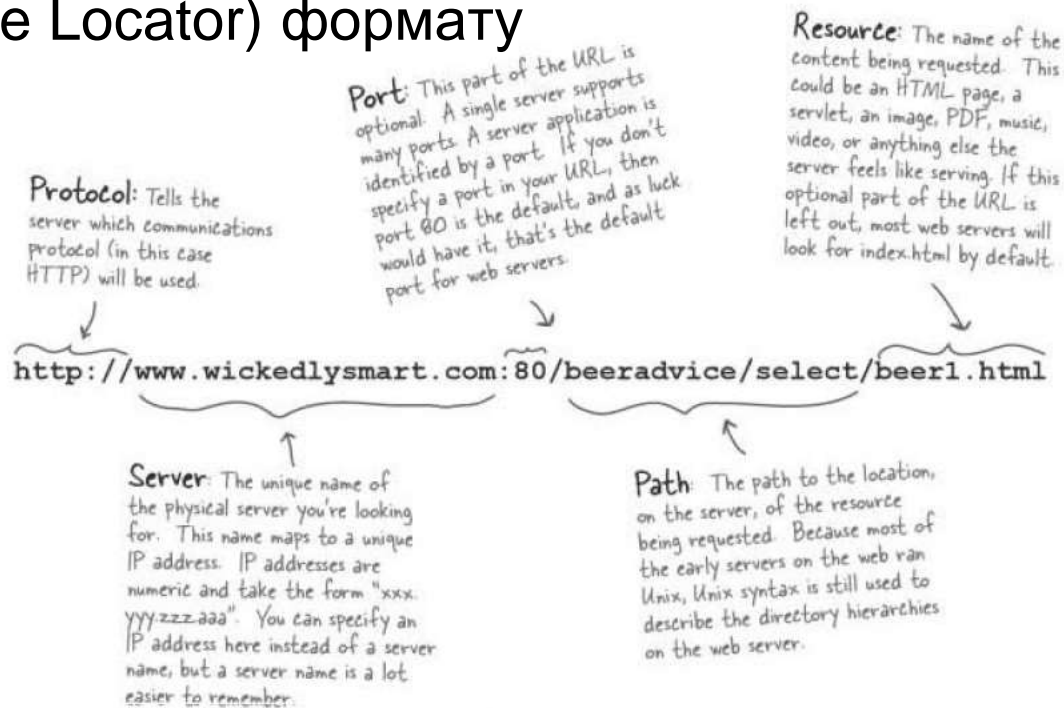 e Locator) формату
Protocol: Tells the
server which communications
protocol (in this case
HTTP) will be used.
Port: This part of the URL is
optional. A single server supports
many ports. A server application is
identified by a port. If you don't
specify a port in your URL, then
port 80 is the default, and as luck
would have it, that's the default
port for web servers.
Resource: The name of the
content being requested. This
could be an HTML page, a
servlet, an image, PDF, music,
video, or anything else the
server feels like serving. If this
optional part of the URL is
left out, most web servers will
look for index.html by default.
http://www.wickedlysmart.com:80/beeradvice/select/beer1.html
Server: The unique name of
the physical server you're looking
for. This name maps to a unique
IP address. IP addresses are
numeric and take the form "xxx.
yyy.zzz.aaa". You can specify an
IP address here instead of a server
name, but a server name is a lot
easier to remember.
Path: The path to the location,
on the server, of the resource
being requested. Because most of
the early servers on the web ran
Unix, Unix syntax is still used to
describe the directory hierarchies
on the web server.